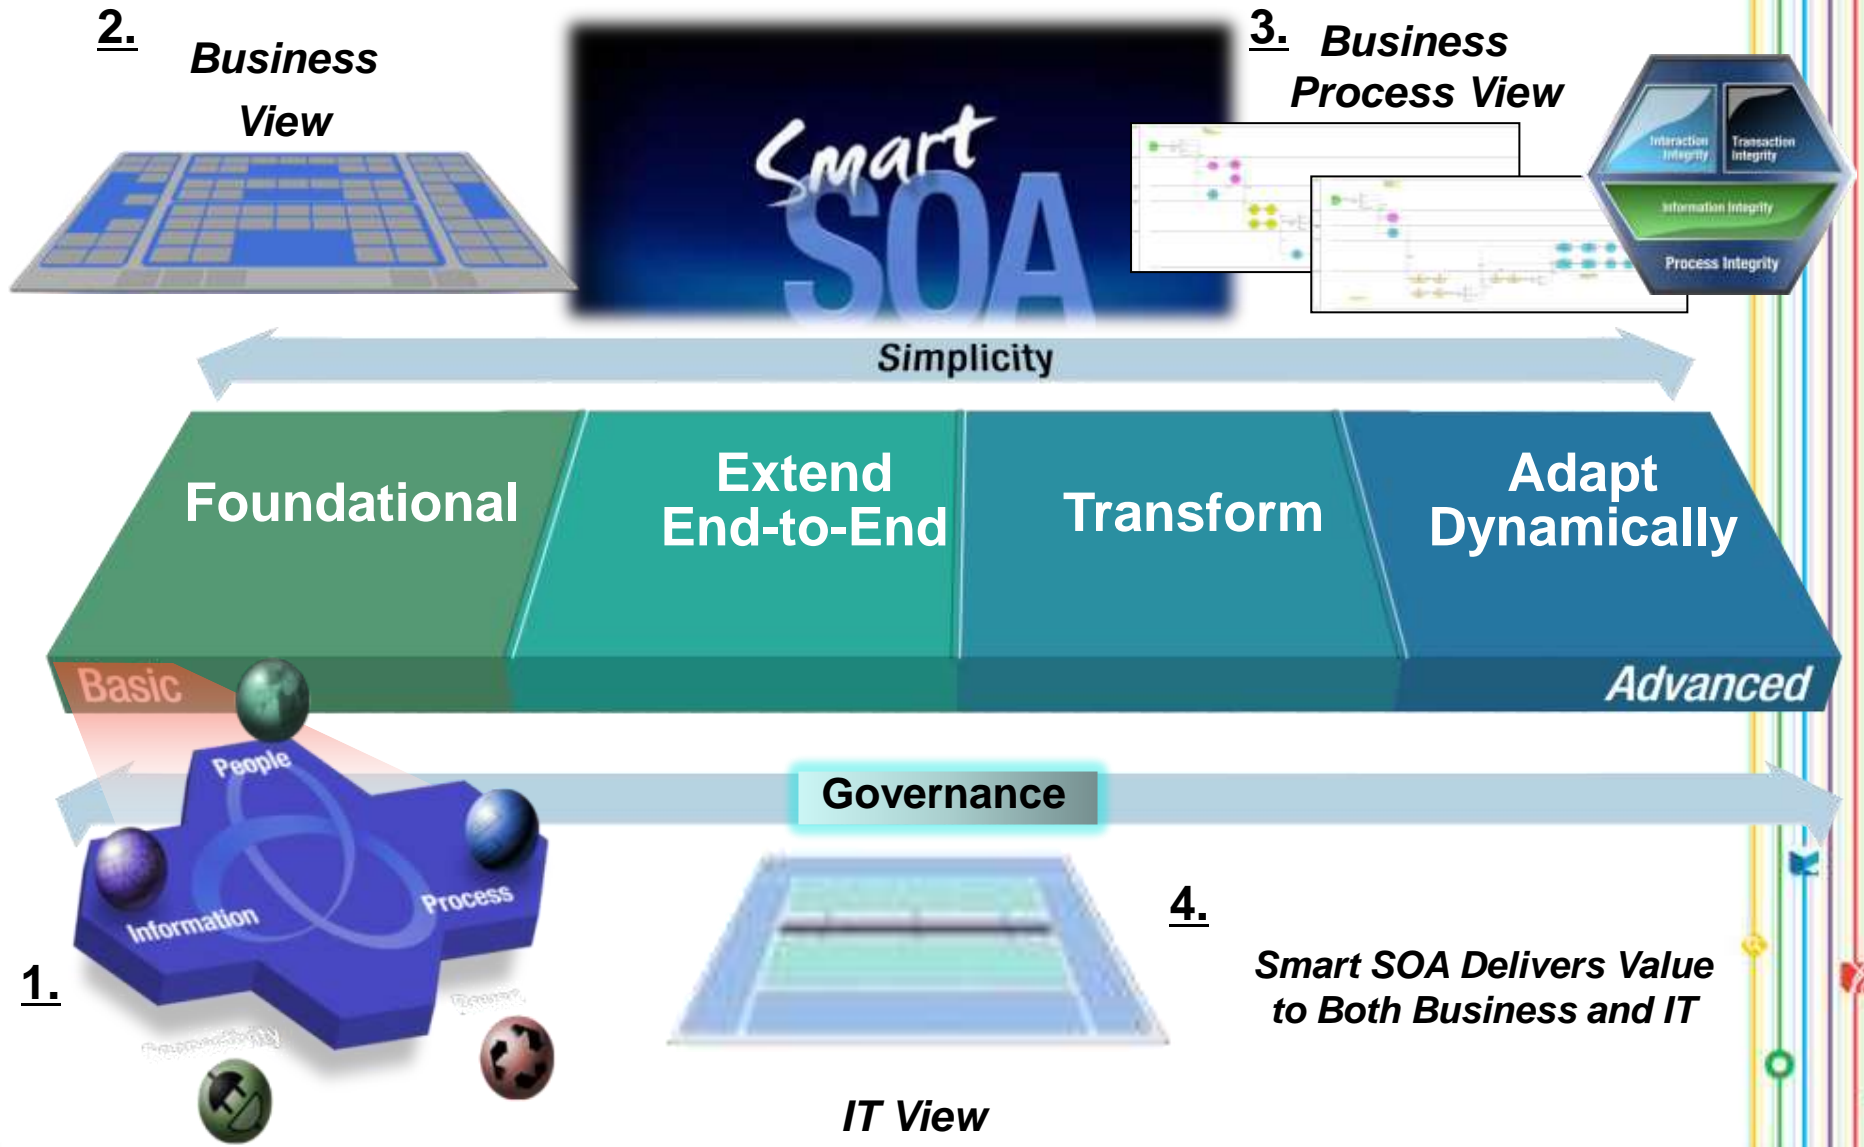 2.
Business
View
Smart
SOA
3.
Business
Process View
Interaction
Integrity
Transaction
Integrity
Information Integrity
Process Integrity
Simplicity
Foundational
Extend
End-to-End
Transform
Adapt
Dynamically
Basic
Advanced
People
Information
Process
Governance
1.
Connectivity
Reuse
4.
Smart SOA Delivers Value
to Both Business and IT
IT View